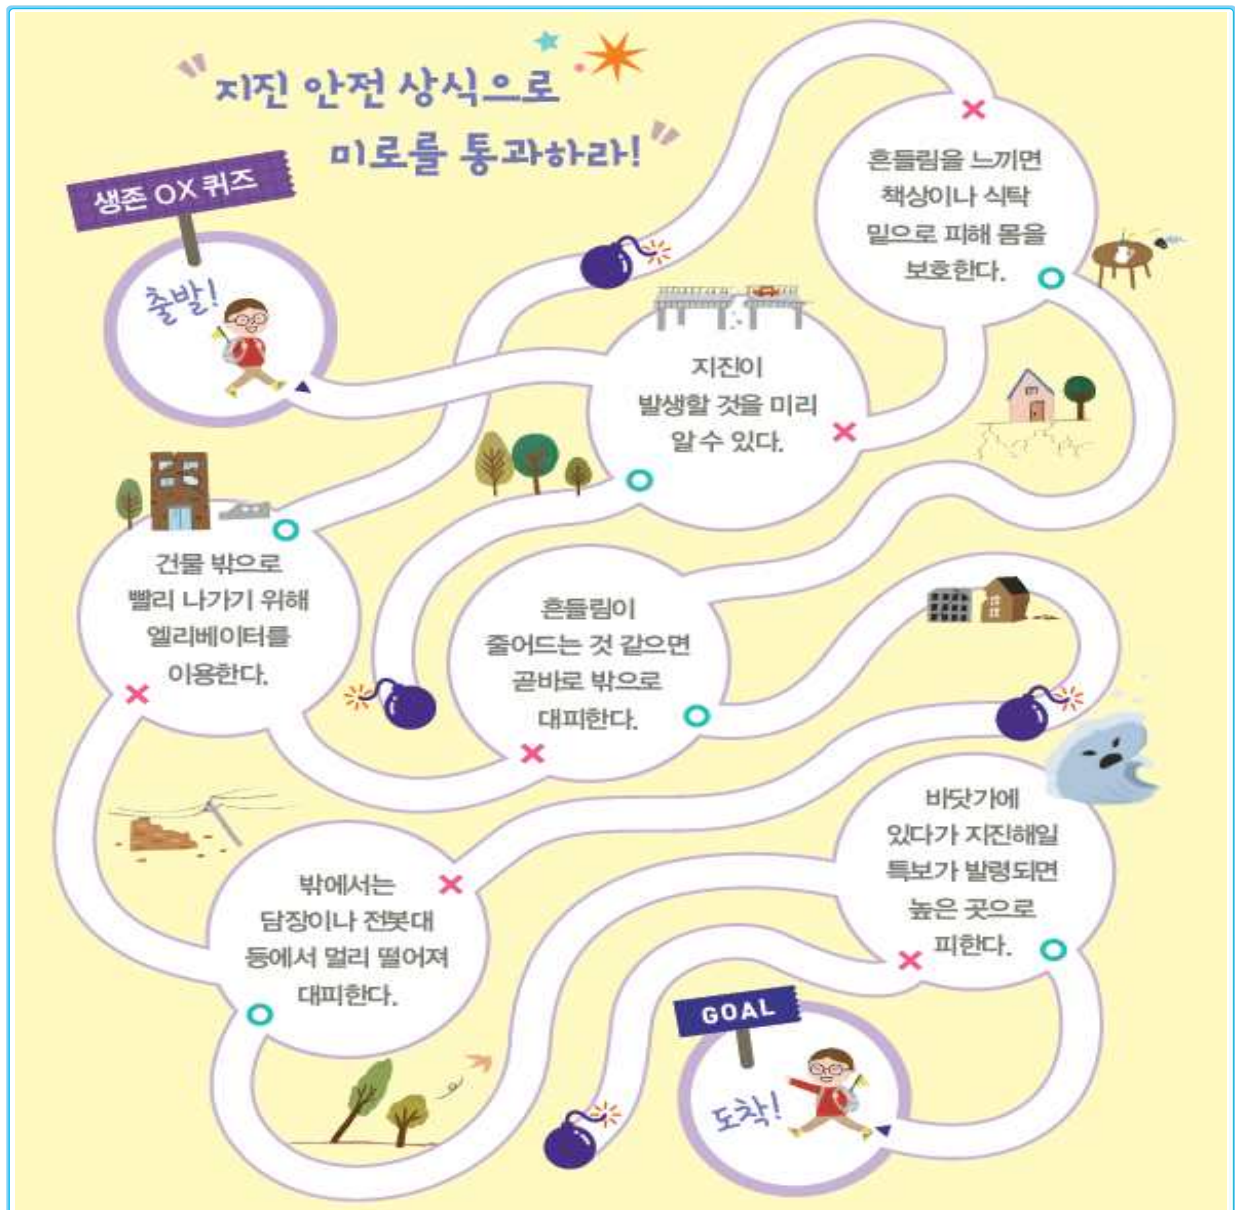 " 지진 안전 상식으로
미로를 통과하라! "
생존 OX 퀴즈
출발!
지진이
발생할 것을 미리
알 수 있다.
흔들림을 느끼면
책상이나 식탁
밑으로 피해 몸을
보호한다.
흔들림이
줄어드는 것 같으면
곧바로 밖으로
대피한다.
건물 밖으로
빨리 나가기 위해
엘리베이터를
이용한다.
밖에서는
담장이나 전봇대
등에서 멀리 떨어져
대피한다.
바닷가에
있다가 지진해일
특보가 발령되면
높은 곳으로
피한다.
GOAL
도착!